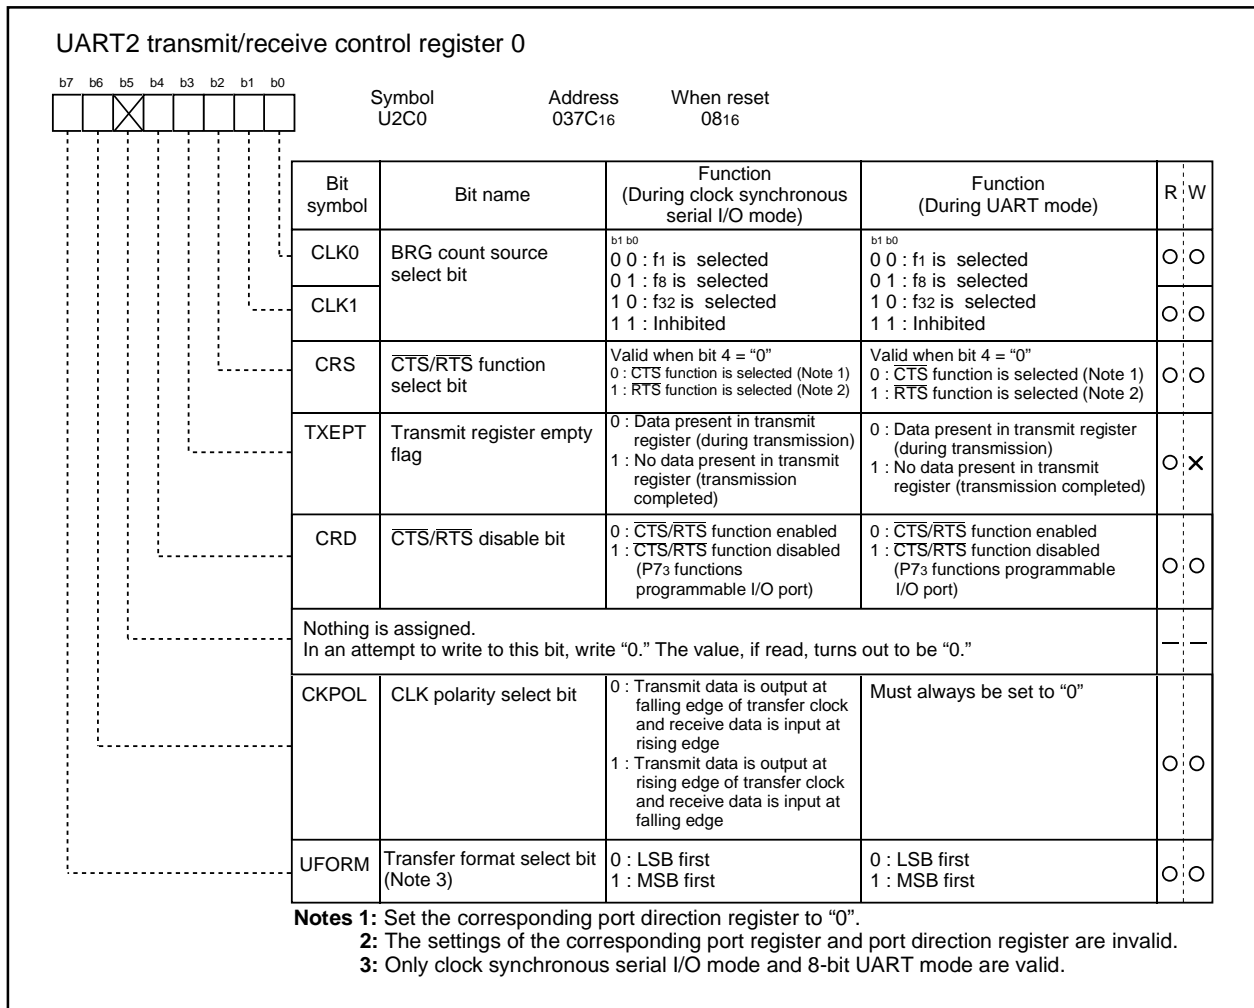 UART2 transmit/receive control register 0
b7 b6 b5 b4 b3 b2 b1 b0
Symbol Address When reset
U2C0 037C16 0816
Bit symbol Bit name Function (During clock synchronous serial I/O mode) Function (During UART mode) R W
CLK0 BRG count source select bit
CLK1
b1 b0
0 0 : f1 is selected
0 1 : f8 is selected
1 0 : f32 is selected
1 1 : Inhibited
b1 b0
0 0 : f1 is selected
0 1 : f8 is selected
1 0 : f32 is selected
1 1 : Inhibited
CRS CTS/RTS function
select bit
Valid when bit 4 = “0”
0 : CTS function is selected (Note 1)
1 : RTS function is selected (Note 2)
Valid when bit 4 = “0”
0 : CTS function is selected (Note 1)
1 : RTS function is selected (Note 2)
TXEPT Transmit register empty
flag
0 : Data present in transmit
register (during transmission)
1 : No data present in transmit
register (transmission
completed)
0 : Data present in transmit register
(during transmission)
1 : No data present in transmit
register (transmission completed)
CRD CTS/RTS disable bit
0 : CTS/RTS function enabled
1 : CTS/RTS function disabled
(P73 functions
programmable I/O port)
0 : CTS/RTS function enabled
1 : CTS/RTS function disabled
(P73 functions programmable
I/O port)
Nothing is assigned.
In an attempt to write to this bit, write “0.” The value, if read, turns out to be “0.”
CKPOL CLK polarity select bit
0 : Transmit data is output at
falling edge of transfer clock
and receive data is input at
rising edge
1 : Transmit data is output at
rising edge of transfer clock
and receive data is input at
falling edge
Must always be set to “0”
UFORM Transfer format select bit
(Note 3)
0 : LSB first
1 : MSB first
0 : LSB first
1 : MSB first
Notes 1: Set the corresponding port direction register to “0”.
2: The settings of the corresponding port register and port direction register are invalid.
3: Only clock synchronous serial I/O mode and 8-bit UART mode are valid.